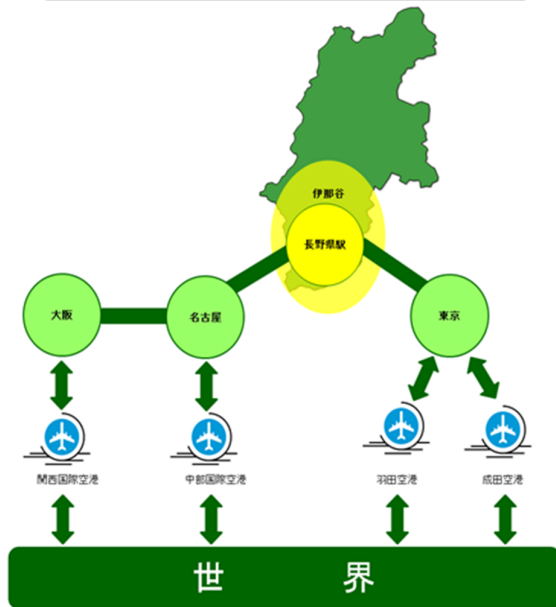 伊那谷
長野県駅
大阪
名古屋
東京
関西国際空港
中部国際空港
羽田空港
成田空港
世　　界